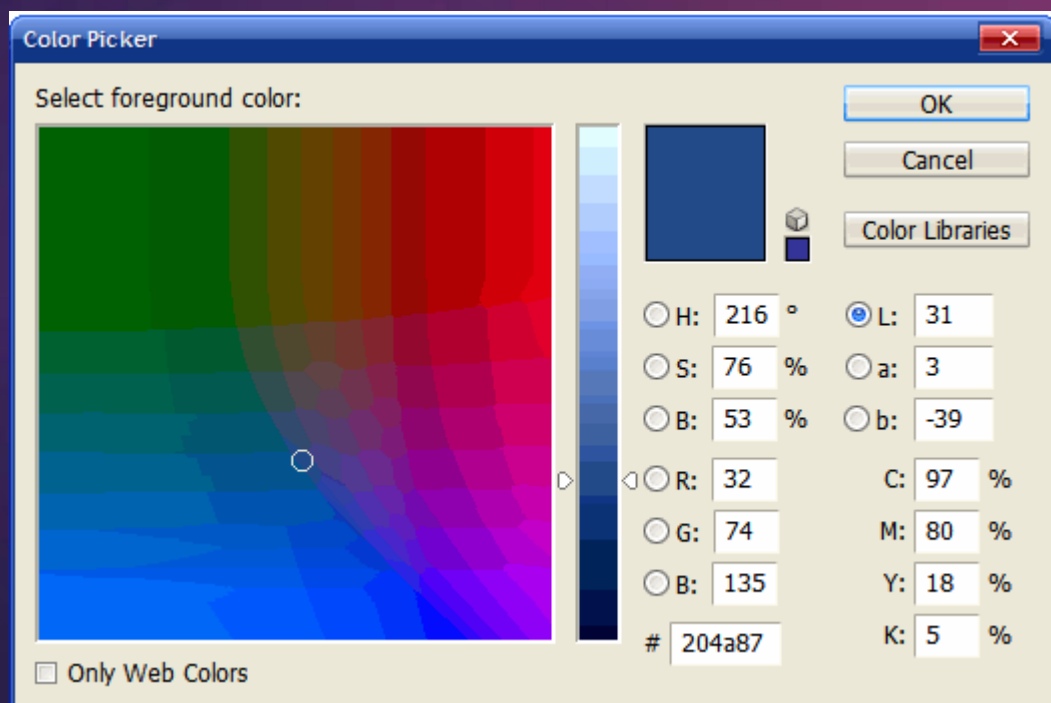 Color Picker
Select foreground color:
OK
Cancel
Color Libraries
H: 216 °
L: 31
S: 76 %
a: 3
B: 53 %
b: -39
R: 32
C: 97 %
G: 74
M: 80 %
B: 135
Y: 18 %
# 204a87
K: 5 %
Only Web Colors